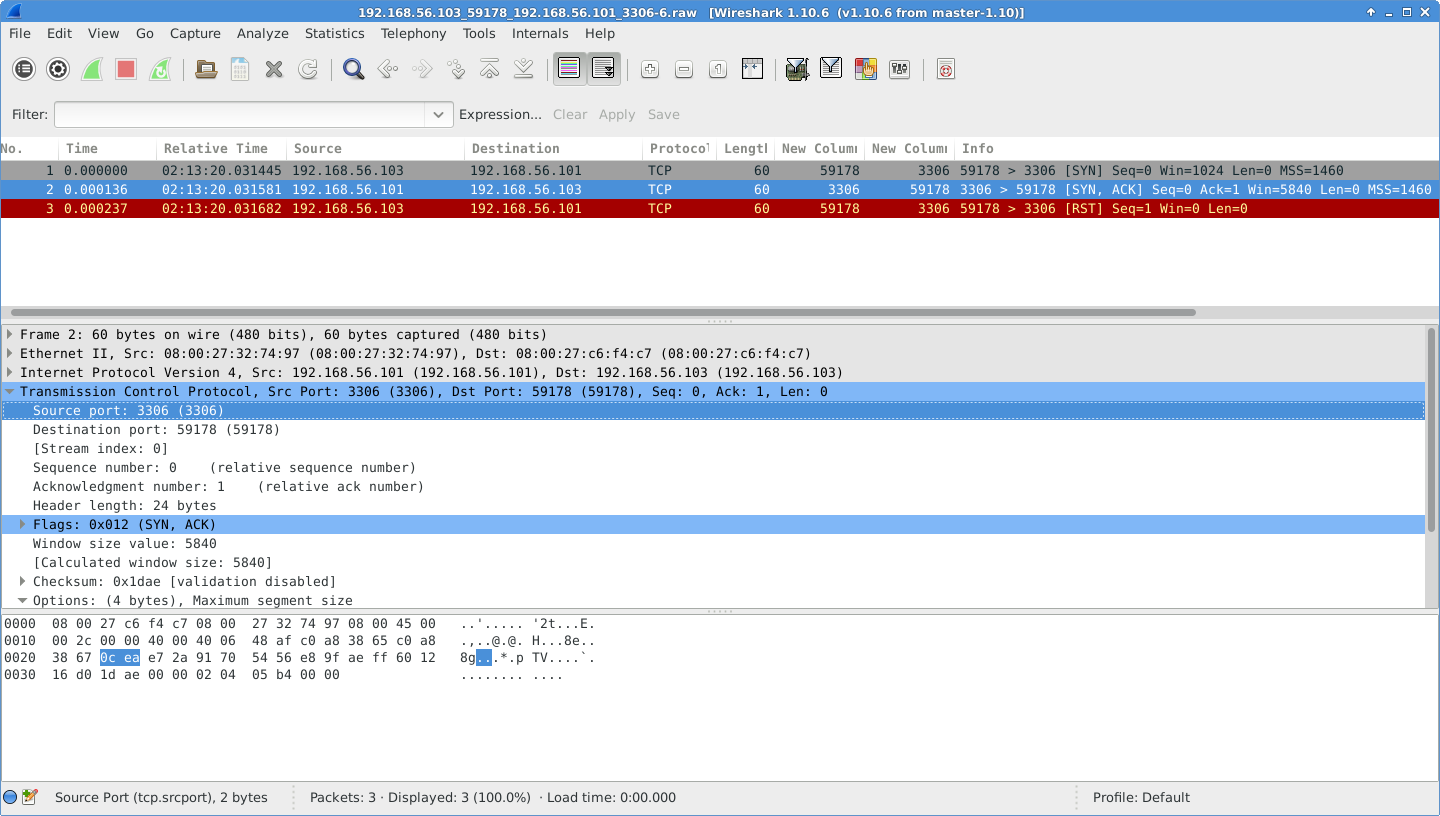 192.168.56.103_59178_192.168.56.101_3306-6.raw   [Wireshark 1.10.6  (v1.10.6 from master-1.10)]
File Edit View Go Capture Analyze Statistics Telephony Tools Internals Help
Filter: Expression... Clear Apply Save
No. Time Relative Time Source Destination Protocol Lengtl New Colum New Colum Info
1 0.000000 02:13:20.031445 192.168.56.103 192.168.56.101 TCP 60 59178 3306 59178 > 3306 [SYN] Seq=0 Win=1024 Len=0 MSS=1460
2 0.000136 02:13:20.031581 192.168.56.101 192.168.56.103 TCP 60 3306 59178 3306 > 59178 [SYN, ACK] Seq=0 Ack=1 Win=5840 Len=0 MSS=1460
3 0.000237 02:13:20.031682 192.168.56.103 192.168.56.101 TCP 60 59178 3306 59178 > 3306 [RST] Seq=1 Win=0 Len=0
Frame 2: 60 bytes on wire (480 bits), 60 bytes captured (480 bits)
Ethernet II, Src: 08:00:27:32:74:97 (08:00:27:32:74:97), Dst: 08:00:27:c6:f4:c7 (08:00:27:c6:f4:c7)
Internet Protocol Version 4, Src: 192.168.56.101 (192.168.56.101), Dst: 192.168.56.103 (192.168.56.103)
Transmission Control Protocol, Src Port: 3306 (3306), Dst Port: 59178 (59178), Seq: 0, Ack: 1, Len: 0
Source port: 3306 (3306)
Destination port: 59178 (59178)
[Stream index: 0]
Sequence number: 0    (relative sequence number)
Acknowledgment number: 1    (relative ack number)
Header length: 24 bytes
Flags: 0x012 (SYN, ACK)
Window size value: 5840
[Calculated window size: 5840]
Checksum: 0x1dae [validation disabled]
Options: (4 bytes), Maximum segment size
0000  08 00 27 c6 f4 c7 08 00  27 32 74 97 08 00 45 00   ..'..... '2t...E.
0010  00 2c 00 00 40 00 40 06  48 af c0 a8 38 65 c0 a8   .,..@.@. H...8e..
0020  38 67 0c ea e7 2a 91 70  54 56 e8 9f ae ff 60 12   8g...*.p TV....`.
0030  16 d0 1d ae 00 00 02 04  05 b4 00 00   ........ ....
Source Port (tcp.srcport), 2 bytes Packets: 3 · Displayed: 3 (100.0%)  · Load time: 0:00.000 Profile: Default